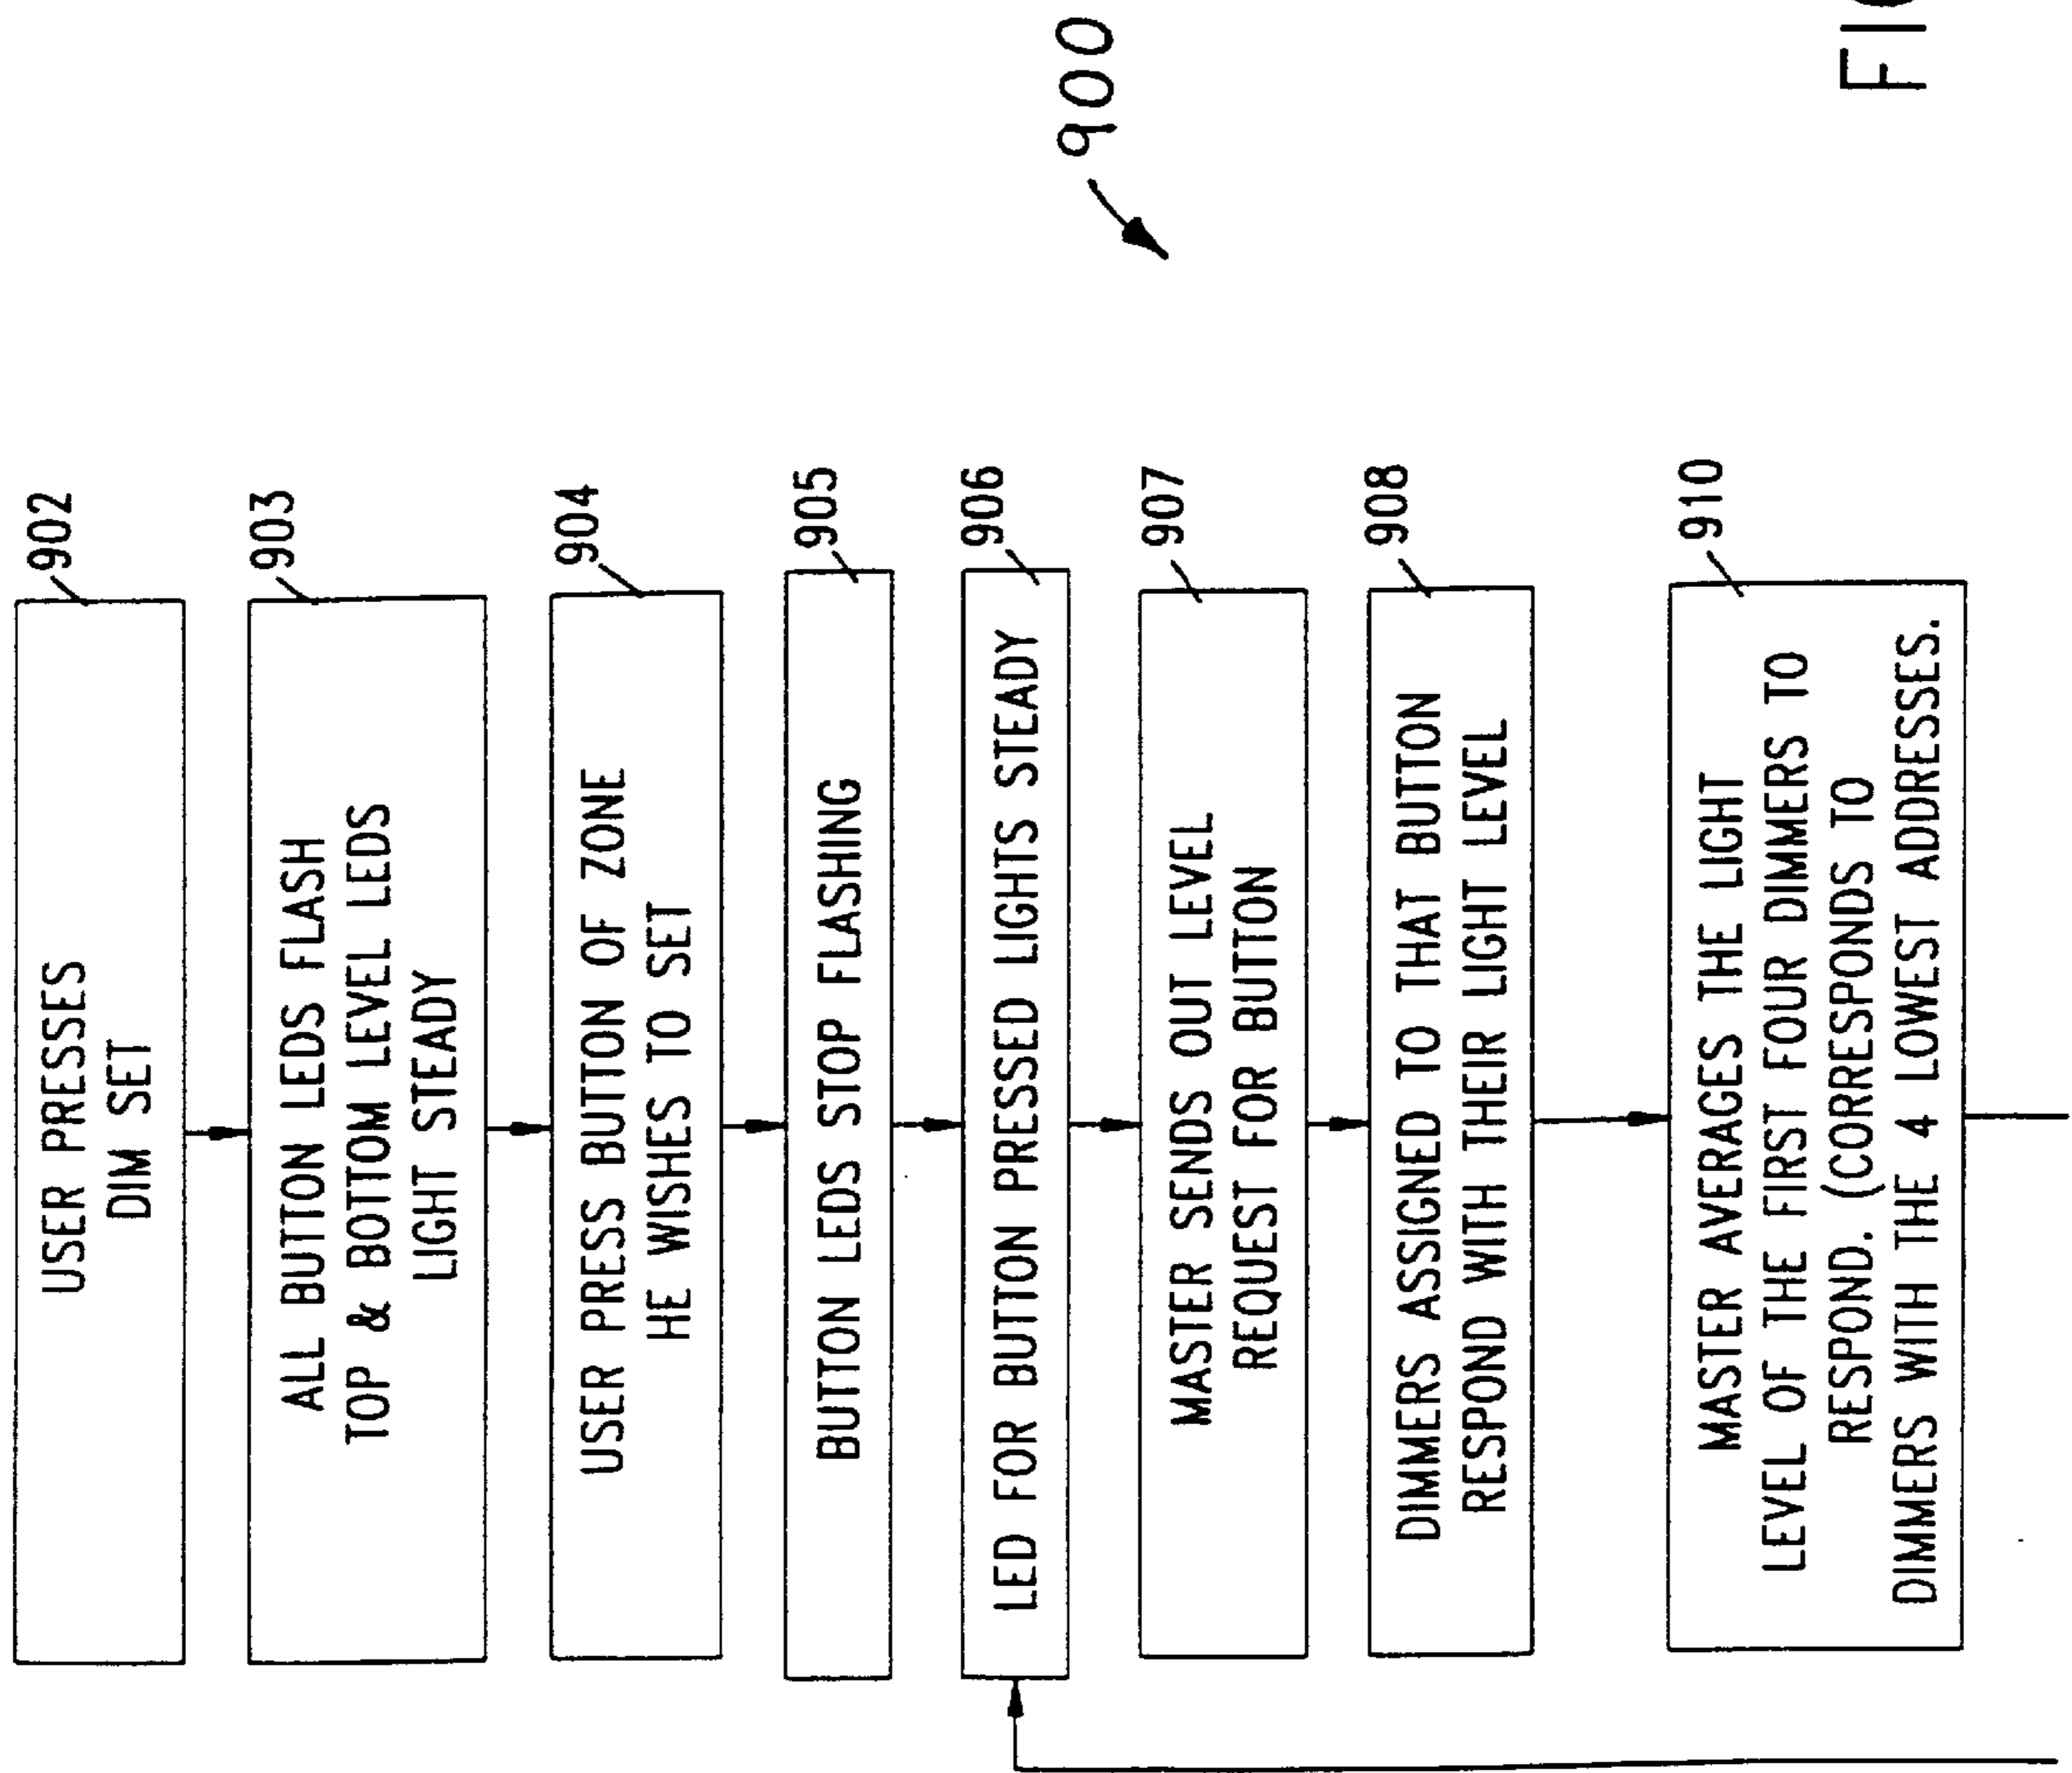 902
USER PRESSES
DIM SET
903
ALL BUTTON LEDS FLASH
TOP & BOTTOM LEVEL LEDS
LIGHT STEADY
904
USER PRESS BUTTON OF ZONE
HE WISHES TO SET
905
BUTTON LEDS STOP FLASHING
906
LED FOR BUTTON PRESSED LIGHTS STEADY
907
MASTER SENDS OUT LEVEL
REQUEST FOR BUTTON
908
DIMMERS ASSIGNED TO THAT BUTTON
RESPOND WITH THEIR LIGHT LEVEL
910
MASTER AVERAGES THE LIGHT
LEVEL OF THE FIRST FOUR DIMMERS TO
RESPOND. (CORRESPONDS TO
DIMMERS WITH THE 4 LOWEST ADDRESSES.
900